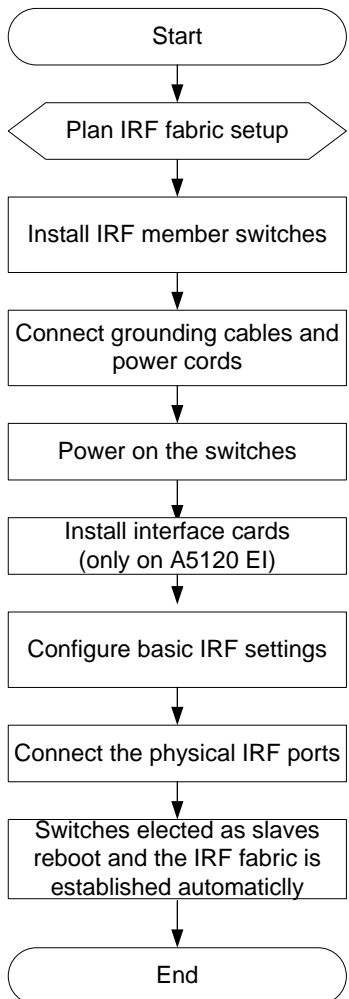 Start
Plan IRF fabric setup
Install IRF member switches
Connect grounding cables and
power cords
Power on the switches
Install interface cards
(only on A5120 EI)
Configure basic IRF settings
Connect the physical IRF ports
Switches elected as slaves
reboot and the IRF fabric is
established automaticlly
End